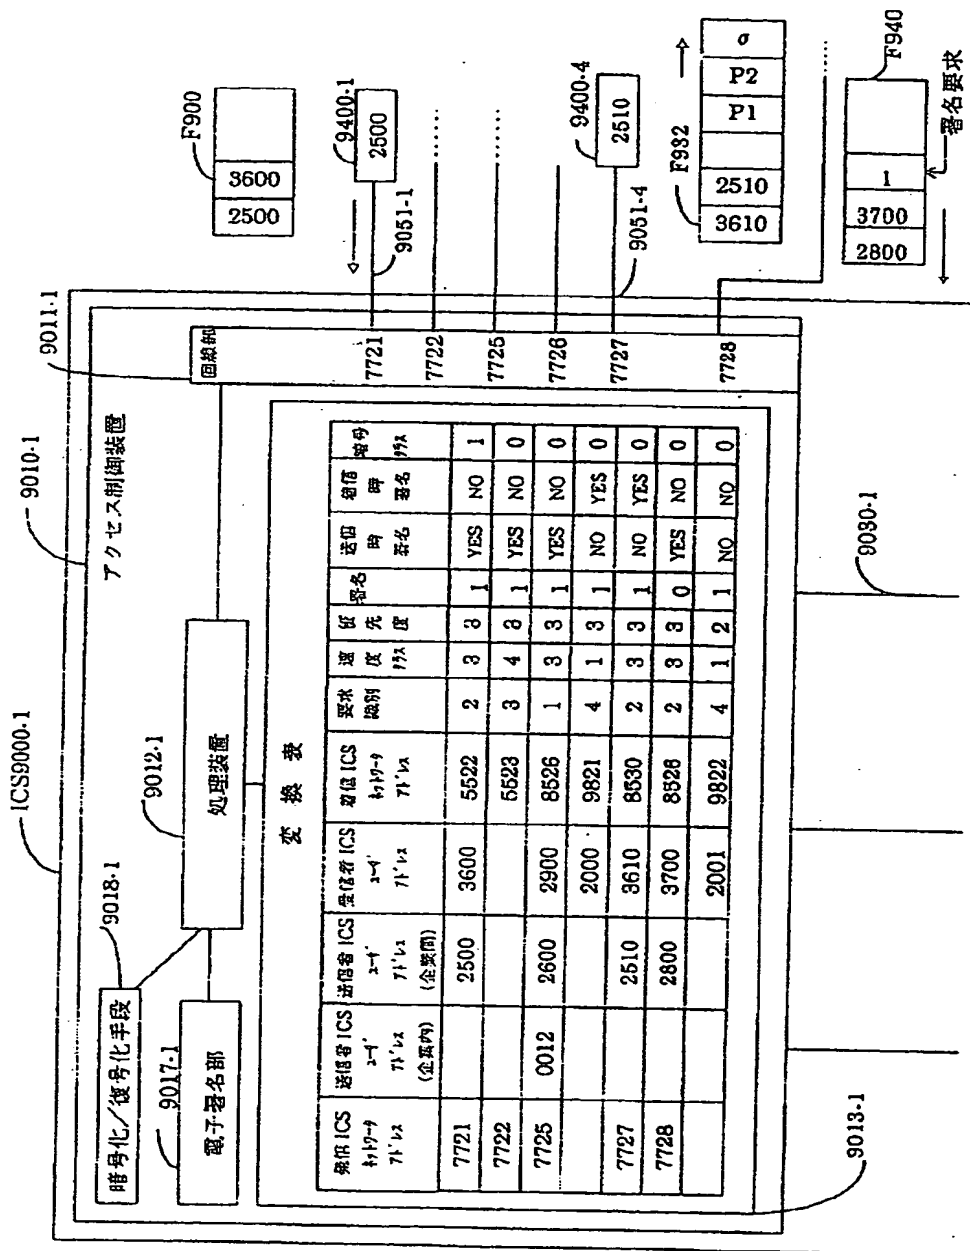 ICS9000-1
9010-1
アクセス制御装置
9011-1
回線部
9018-1
暗号化/復号化手段
9012-1
処理装置
9017-1
電子署名部
変換表
発信ICS ネットワーク アドレス
送信者ICS ユーザ アドレス (企業内)
送信者ICS ユーザ アドレス (企業間)
受信者ICS ユーザ アドレス
着信ICS ネットワーク アドレス
要求 識別
速度 クラス
優先度
署名
送信時 署名
着信時 署名
暗号 クラス
7721 2500 3600 5522 2 3 3 1 YES NO 1
7722 5523 3 4 3 1 YES NO 0
7725 0012 2600 2900 8526 1 3 3 1 YES NO 0
2000 9821 4 1 3 1 NO YES 0
7727 2510 3610 8530 2 3 3 1 NO YES 0
7728 2800 3700 8528 2 3 3 0 YES NO 0
2001 9822 4 1 2 1 NO NO 0
9013-1
9030-1
7721
7722
7725
7726
7727
7728
9051-1
9400-1
2500
F900
2500 3600
9051-4
9400-4
2510
F932
3610 2510 P1 P2 σ
F940
2800 3700 1
署名要求